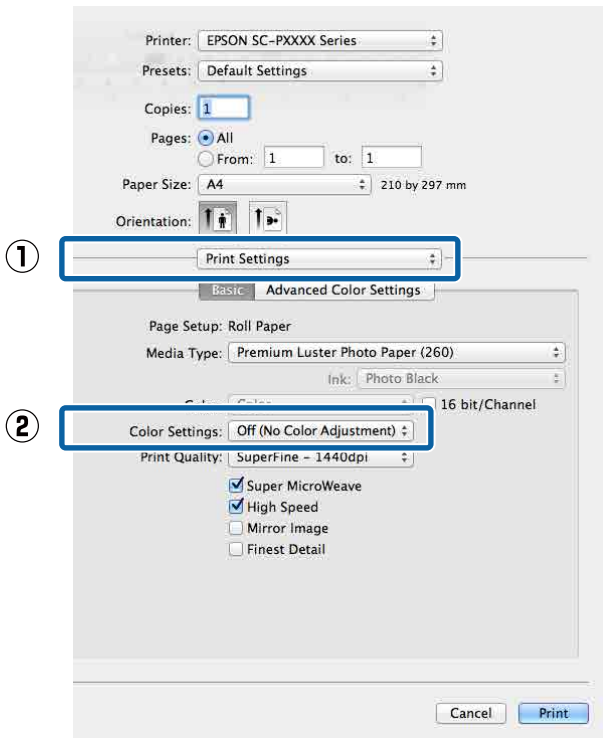 Printer: EPSON SC-PXXXX Series
Presets: Default Settings
Copies: 1
Pages: All
From: 1 to: 1
Paper Size: A4 210 by 297 mm
Orientation:
① Print Settings
Basic Advanced Color Settings
Page Setup: Roll Paper
Media Type: Premium Luster Photo Paper (260)
Ink: Photo Black
Color: Color 16 bit/Channel
② Color Settings: Off (No Color Adjustment)
Print Quality: SuperFine - 1440dpi
Super MicroWeave
High Speed
Mirror Image
Finest Detail
Cancel Print